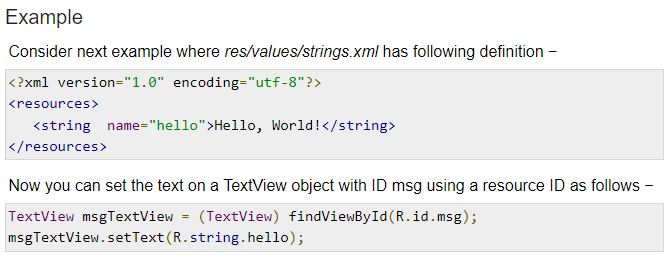 Example
Consider next example where res/values/strings.xml has following definition −
<?xml version="1.0" encoding="utf-8"?>
<resources>
   <string  name="hello">Hello, World!</string>
</resources>
Now you can set the text on a TextView object with ID msg using a resource ID as follows −
TextView msgTextView = (TextView) findViewById(R.id.msg);
msgTextView.setText(R.string.hello);